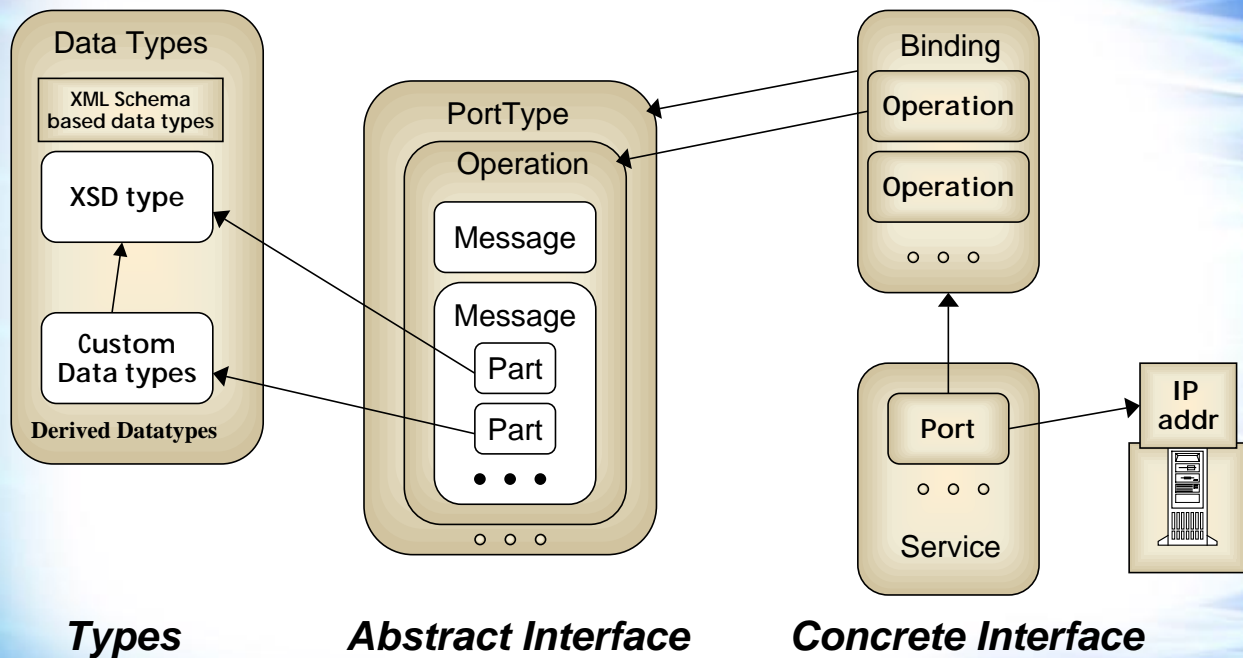 Data Types
XML Schema
based data types
XSD type
Custom
Data types
Derived Datatypes
PortType
Operation
Message
Message
Part
Part
Binding
Operation
Operation
Port
Service
IP
addr
Types
Abstract Interface
Concrete Interface